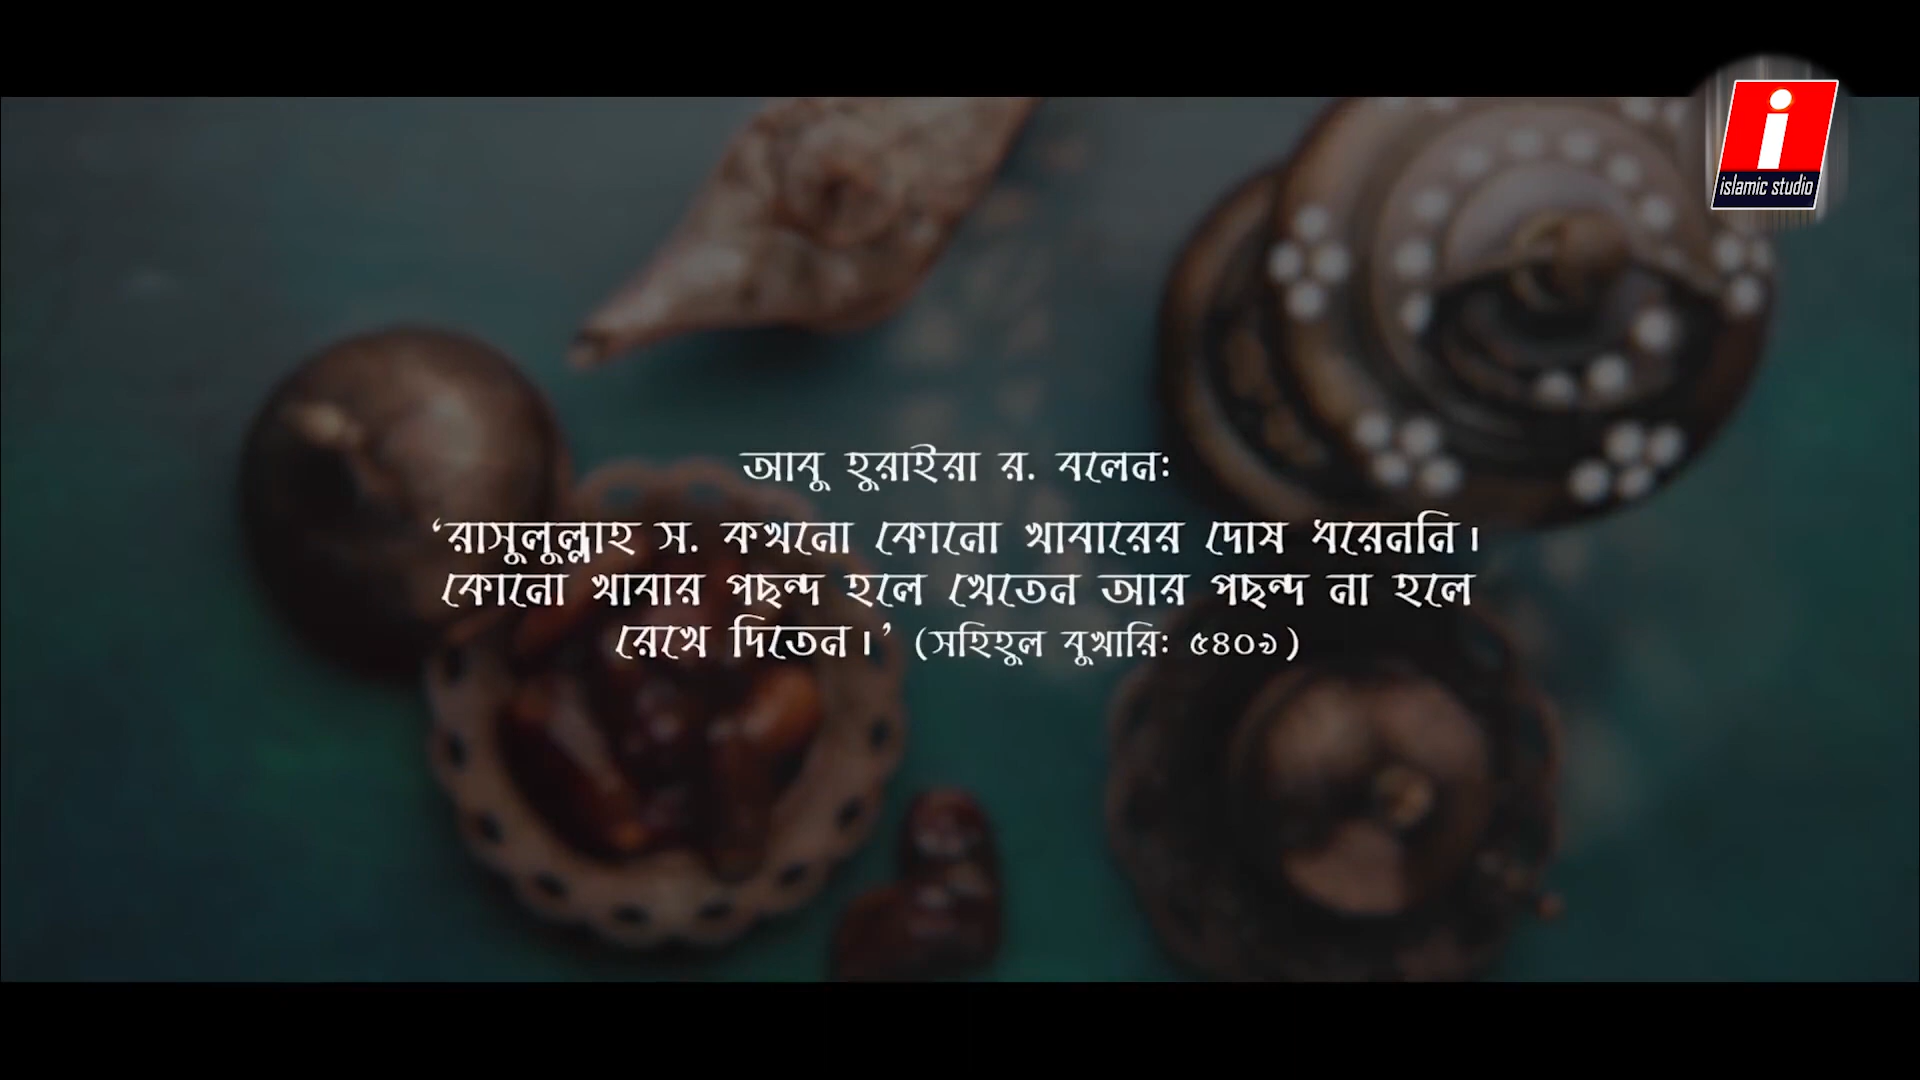 islamic studio
আবু হুরাইরা র. বলেন:
‘রাসুলুল্লাহ স. কখনো কোনো খাবারের দোষ ধরেননি।
কোনো খাবার পছন্দ হলে খেতেন আর পছন্দ না হলে
রেখে দিতেন।’ (সহিহুল বুখারি: ৫৪০৯)